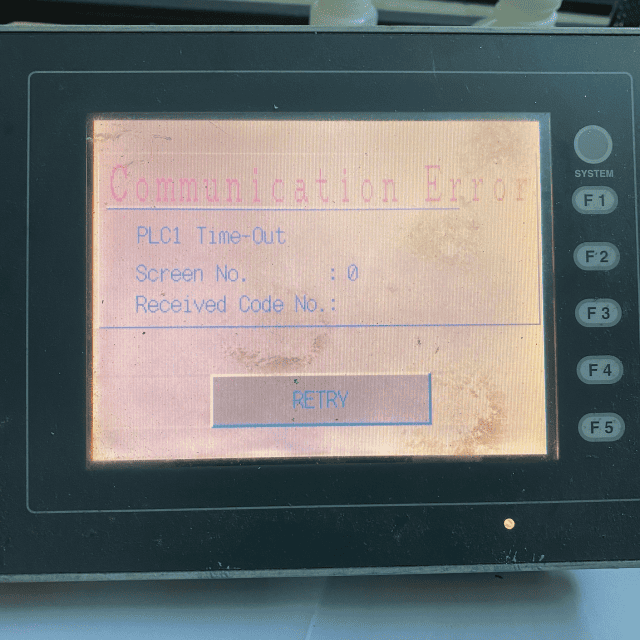 Communication Error
PLC1 Time-Out
Screen No. : 0
Received Code No.:
RETRY
SYSTEM
F1
F2
F3
F4
F5